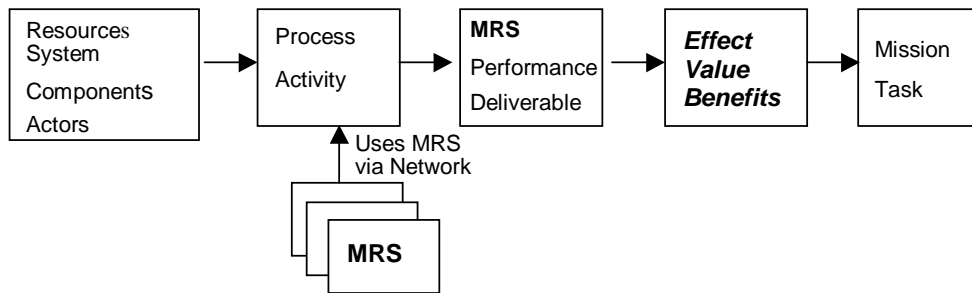 Resources
System
Components
Actors
Process
Activity
MRS
Performance
Deliverable
Effect
Value
Benefits
Mission
Task
Uses MRS
via Network
MRS